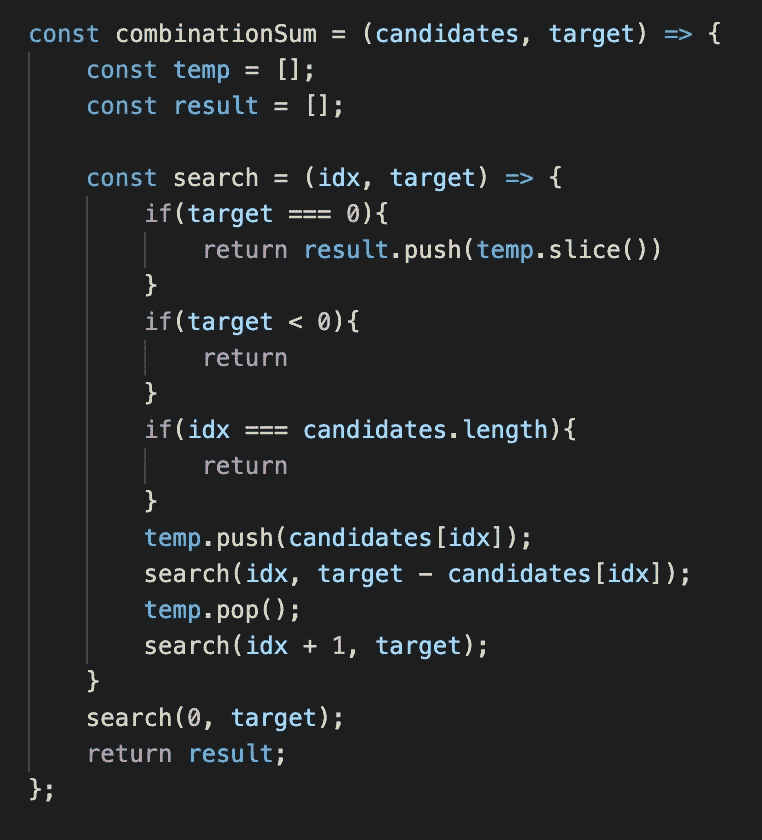 const combinationSum = (candidates, target) => {
    const temp = [];
    const result = [];

    const search = (idx, target) => {
        if(target === 0){
            return result.push(temp.slice())
        }
        if(target < 0){
            return
        }
        if(idx === candidates.length){
            return
        }
        temp.push(candidates[idx]);
        search(idx, target - candidates[idx]);
        temp.pop();
        search(idx + 1, target);
    }
    search(0, target);
    return result;
};